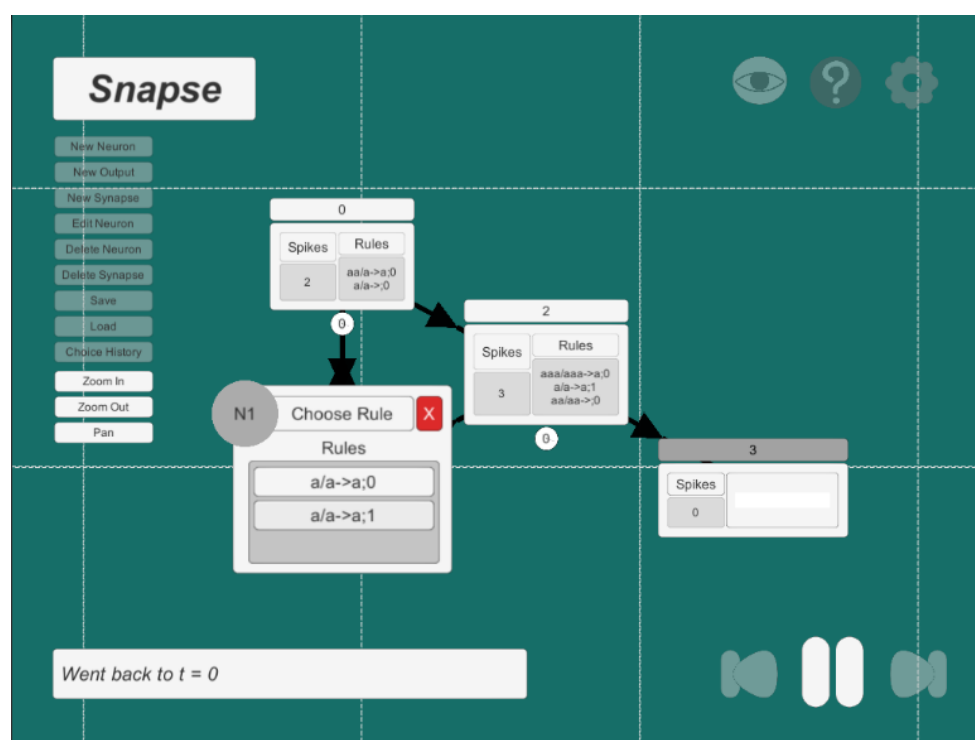 Snapse
?
New Neuron
New Output
New Synapse
Edit Neuron
Delete Neuron
Delete Synapse
Save
Load
Choice History
Zoom In
Zoom Out
Pan
0
Spikes
Rules
2
aa/a->a;0
a/a->;0
0
2
Spikes
Rules
3
aaa/aaa->a;0
a/a->a;1
aa/aa->;0
0
N1
Choose Rule
X
Rules
a/a->a;0
a/a->a;1
3
Spikes
0
Went back to t = 0